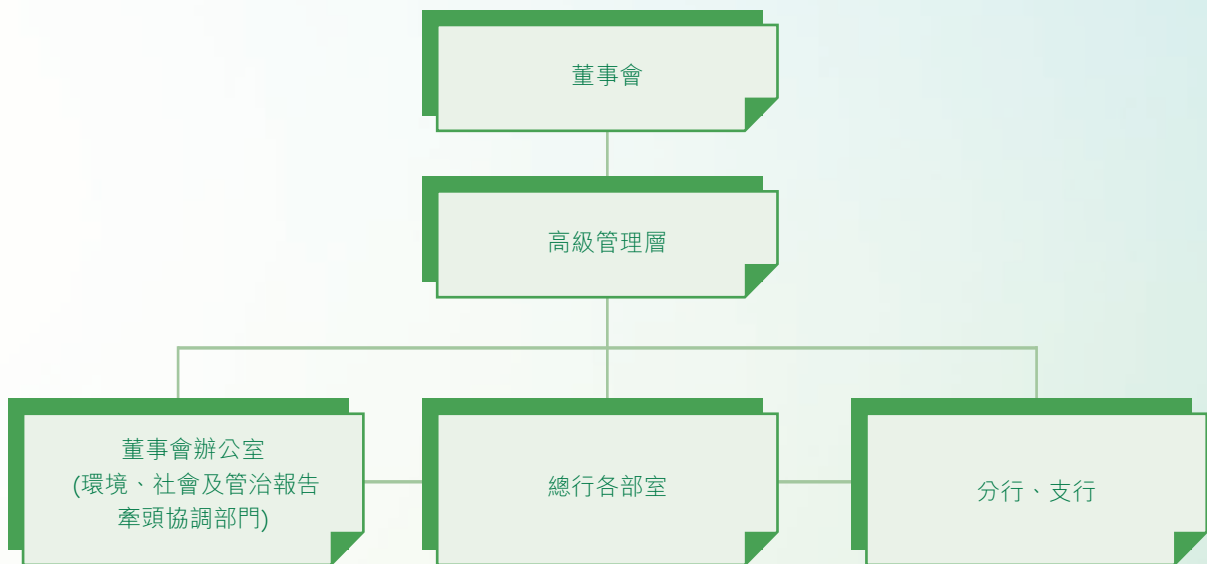 董事會
高級管理層
董事會辦公室
(環境、社會及管治報告
牽頭協調部門)
總行各部室
分行、支行